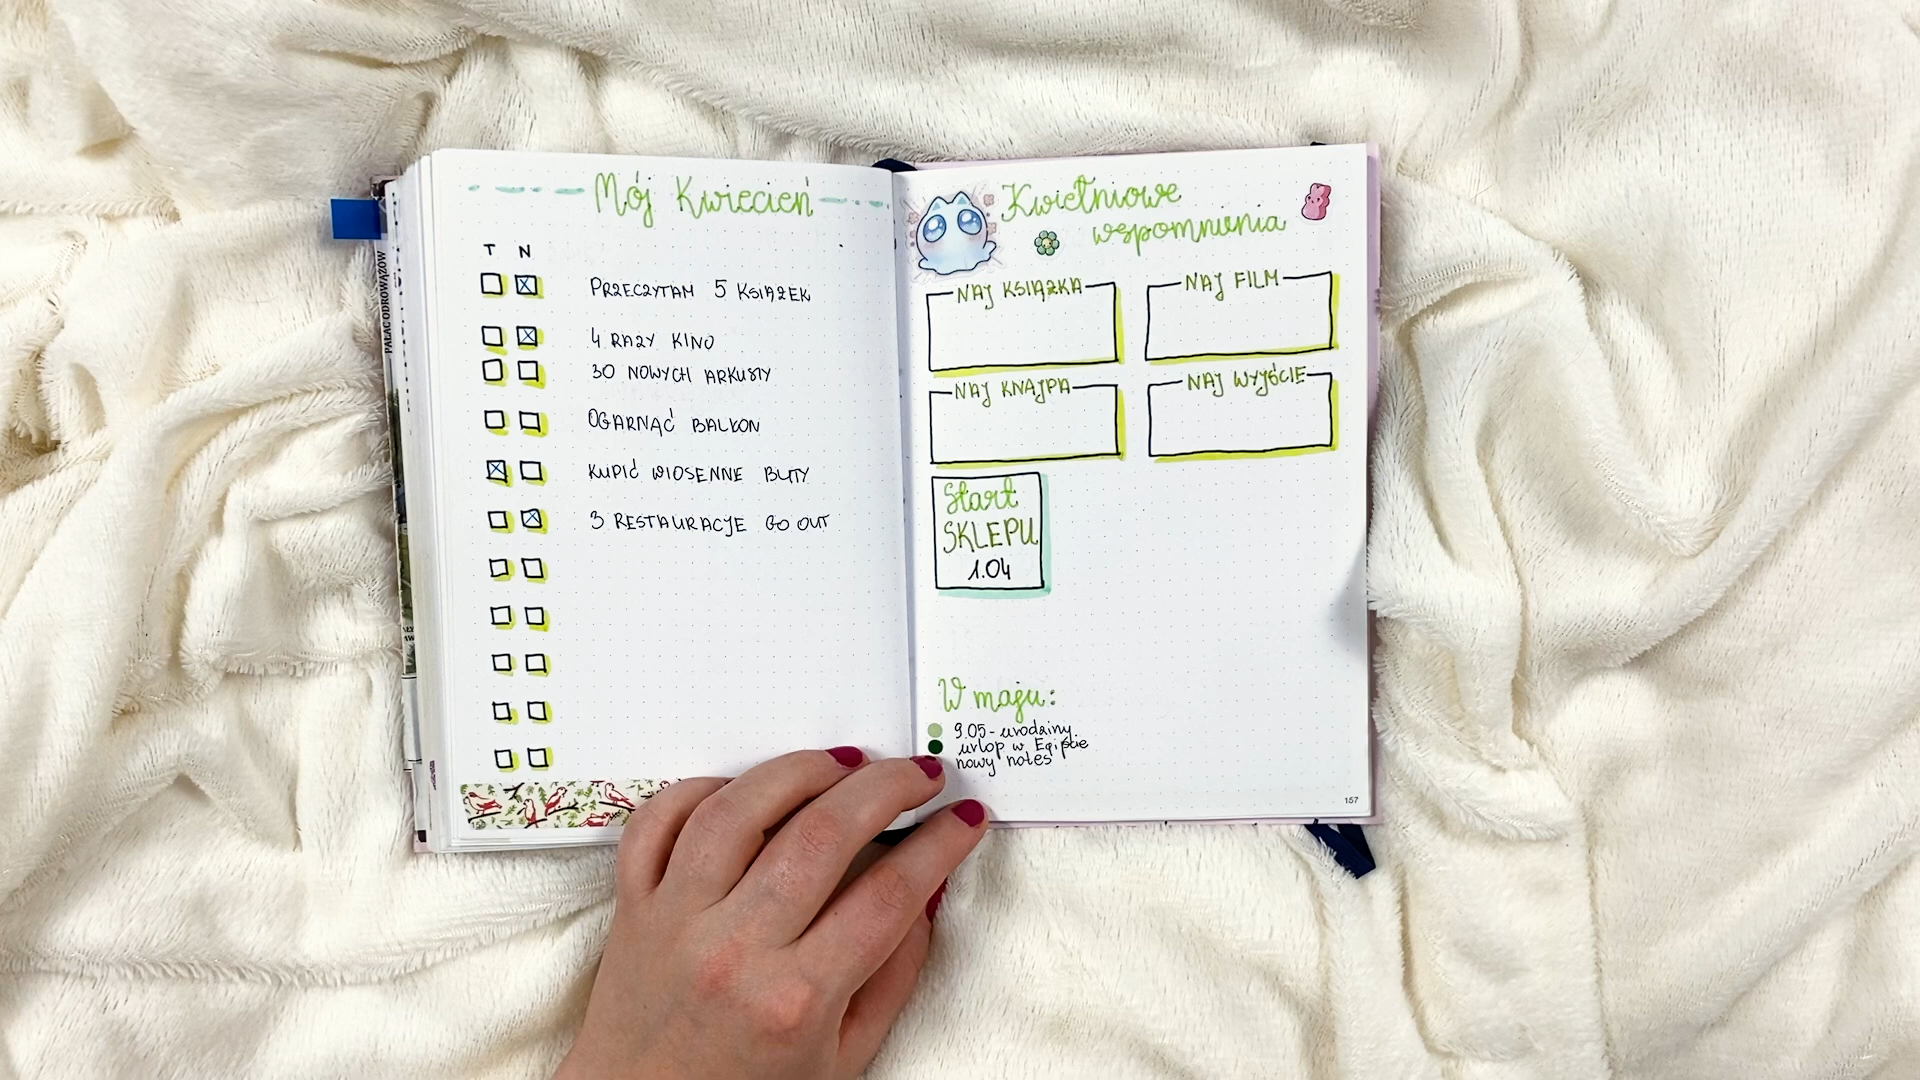 Mój Kwiecień
T N
PRZECZYTAM 5 KSIĄŻEK
4 RAZY KINO
30 NOWYCH ARKUSZY
OGARNĄĆ BALKON
KUPIĆ WIOSENNE BUTY
3 RESTAURACJE GO OUT
Kwietniowe
wspomnienia
NAJ KSIĄŻKA
NAJ FILM
NAJ KNAJPA
NAJ WYJŚCIE
Start
SKLEPU
1.04
W maju:
9.05 - urodziny
urlop w Egipcie
nowy notes
157
PAŁAC ODROWĄŻÓW